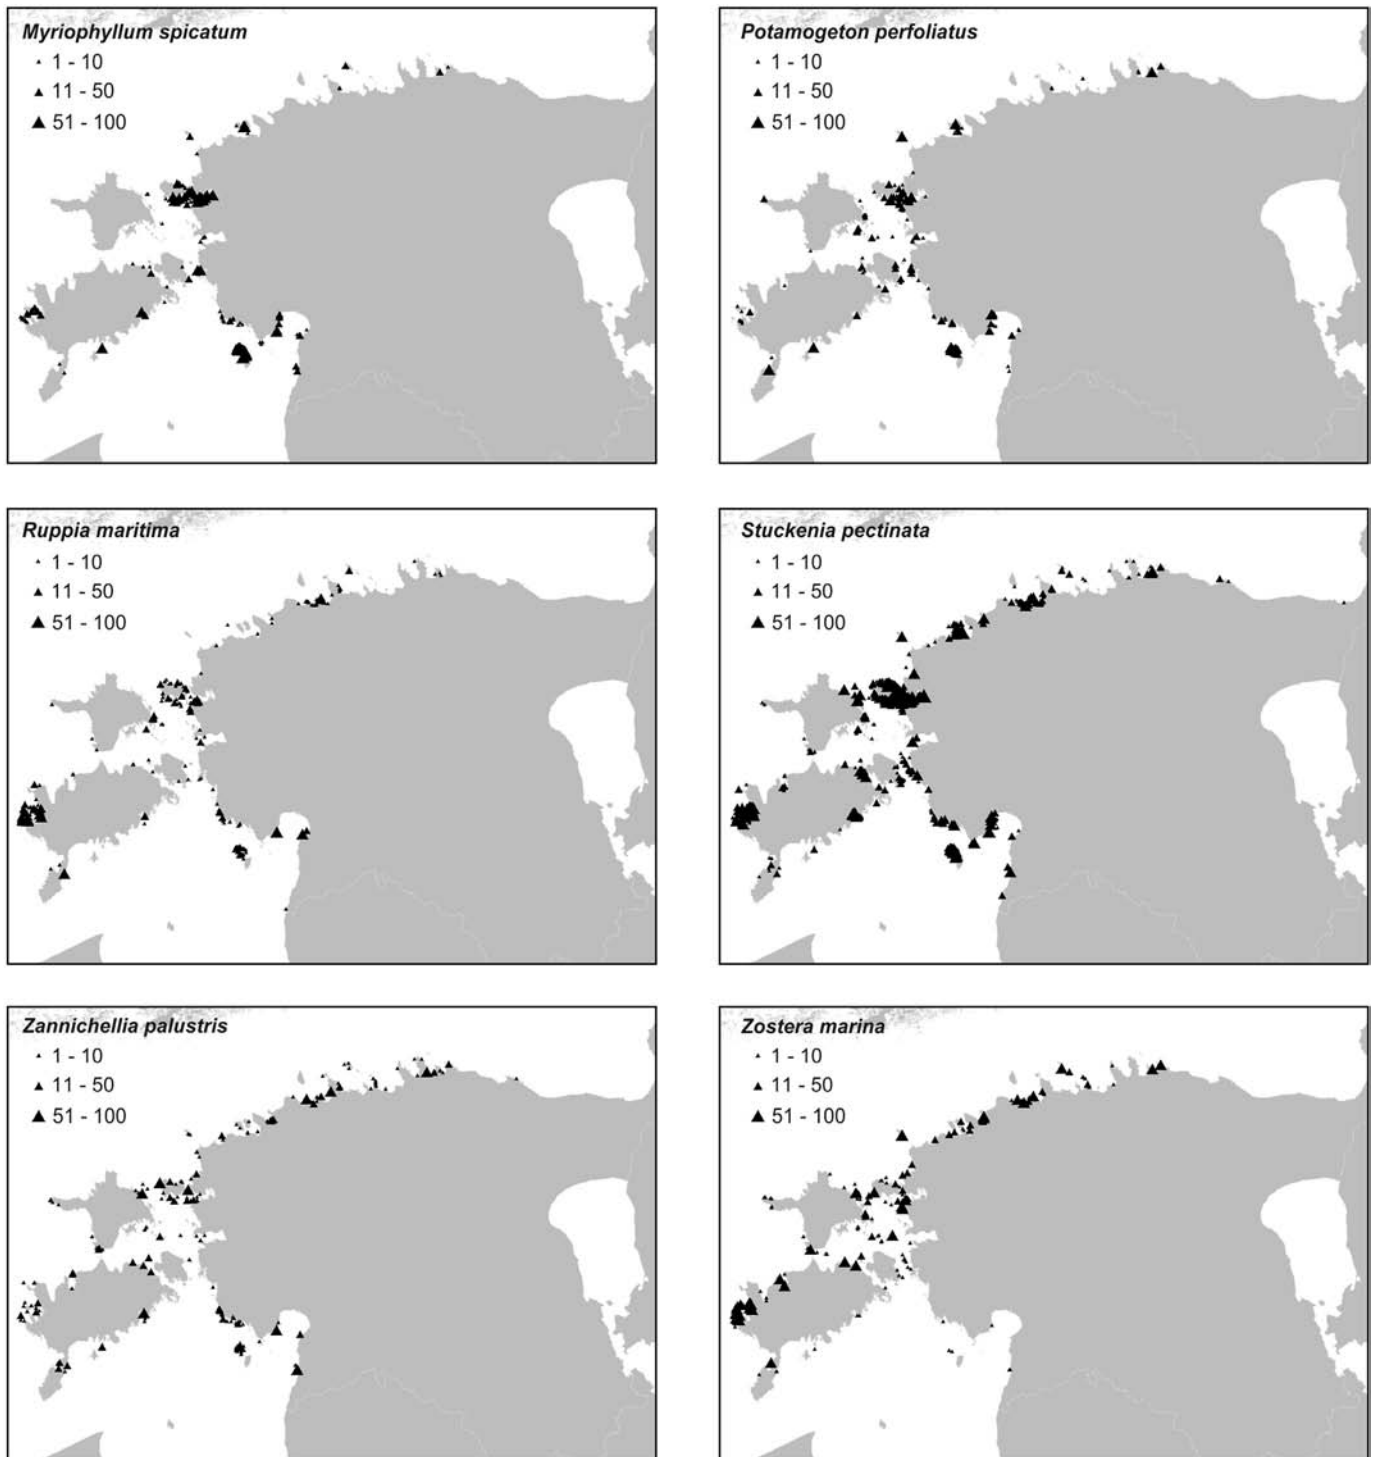 Myriophyllum spicatum
1 - 10
11 - 50
51 - 100
Potamogeton perfoliatus
1 - 10
11 - 50
51 - 100
Ruppia maritima
1 - 10
11 - 50
51 - 100
Stuckenia pectinata
1 - 10
11 - 50
51 - 100
Zannichellia palustris
1 - 10
11 - 50
51 - 100
Zostera marina
1 - 10
11 - 50
51 - 100